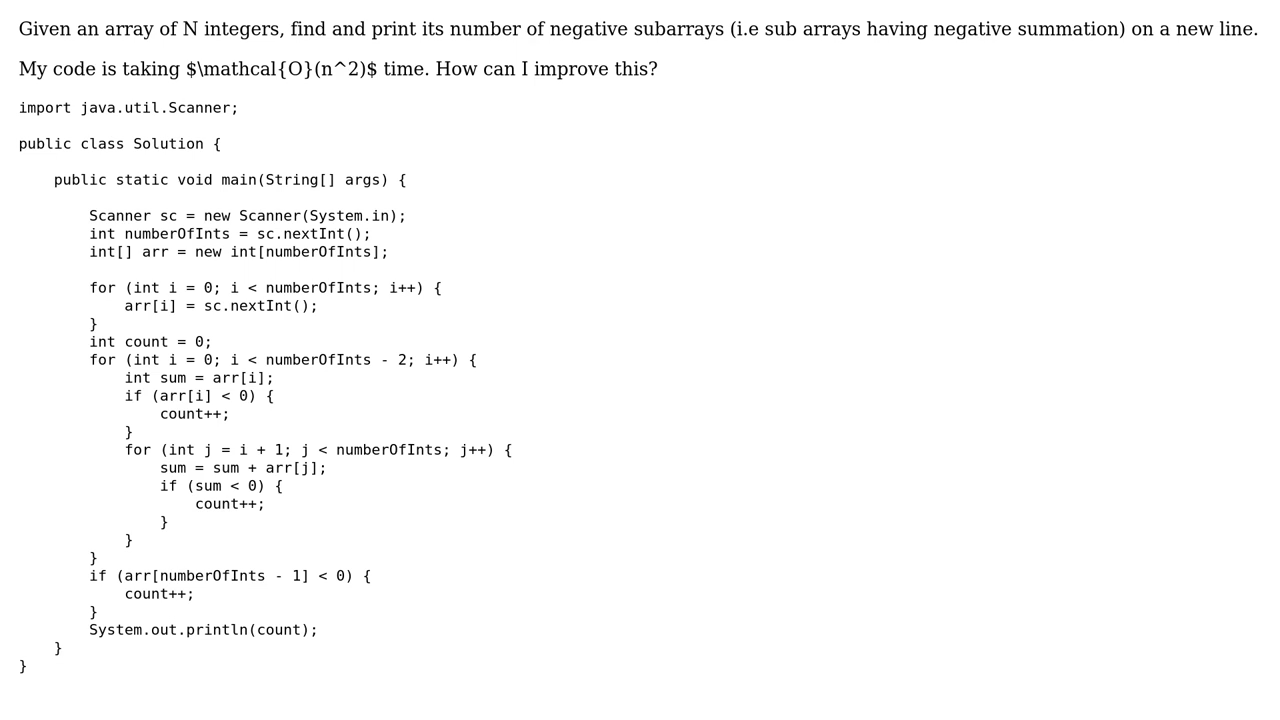 Given an array of N integers, find and print its number of negative subarrays (i.e sub arrays having negative summation) on a new line.
My code is taking $\mathcal{O}(n^2)$ time. How can I improve this?
import java.util.Scanner;
public class Solution {
    public static void main(String[] args) {
        Scanner sc = new Scanner(System.in);
        int numberOfInts = sc.nextInt();
        int[] arr = new int[numberOfInts];
        for (int i = 0; i < numberOfInts; i++) {
            arr[i] = sc.nextInt();
        }
        int count = 0;
        for (int i = 0; i < numberOfInts - 2; i++) {
            int sum = arr[i];
            if (arr[i] < 0) {
                count++;
            }
            for (int j = i + 1; j < numberOfInts; j++) {
                sum = sum + arr[j];
                if (sum < 0) {
                    count++;
                }
            }
        }
        if (arr[numberOfInts - 1] < 0) {
            count++;
        }
        System.out.println(count);
    }
}